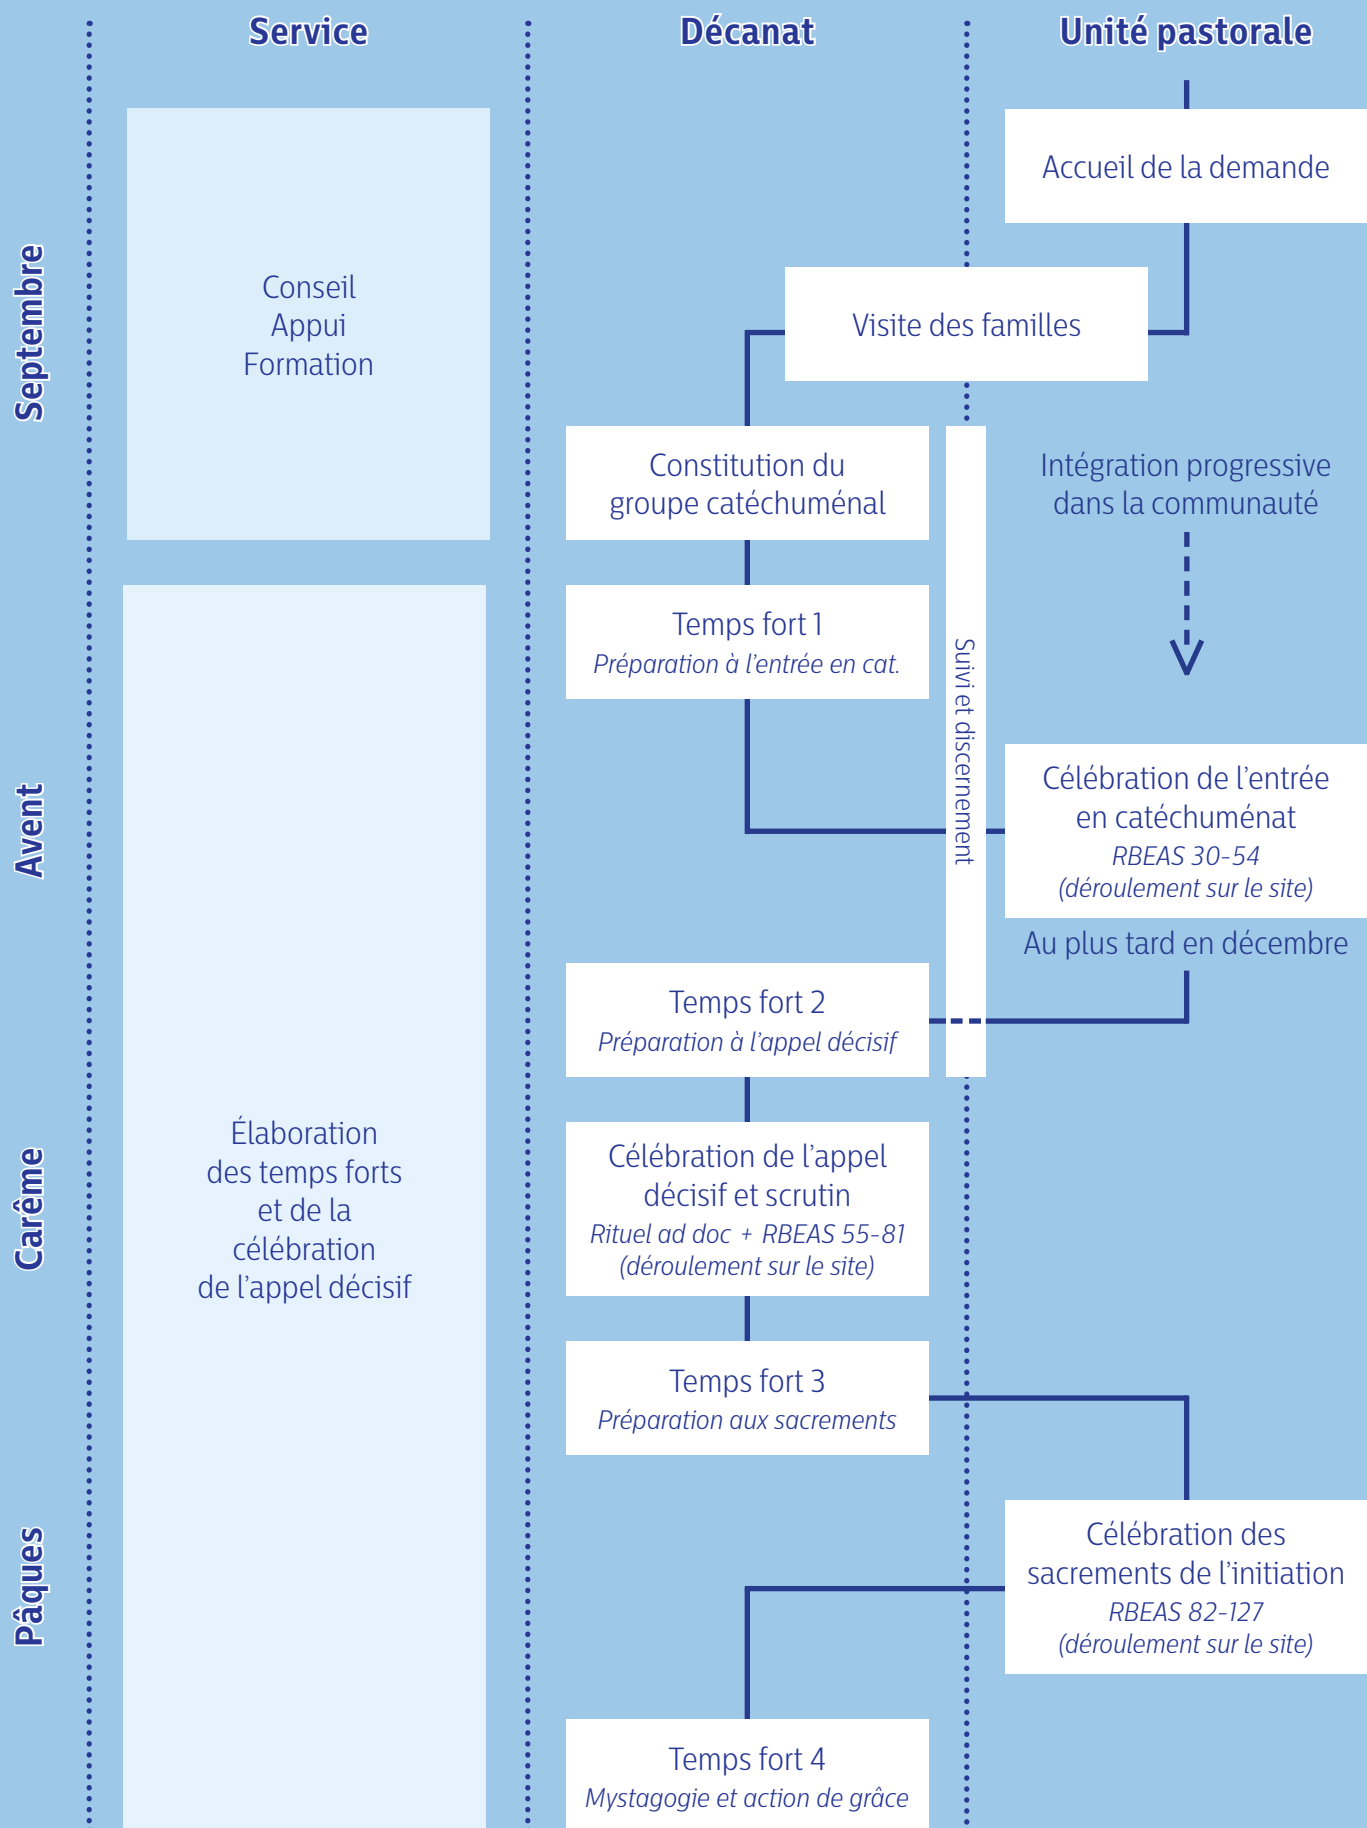 Service
Décanat
Unité pastorale
Septembre
Conseil
Appui
Formation
Accueil de la demande
Visite des familles
Constitution du
groupe catéchuménal
Intégration progressive
dans la communauté
Temps fort 1
Préparation à l’entrée en cat.
Suivi et discernement
Avent
Célébration de l’entrée
en catéchuménat
RBEAS 30-54
(déroulement sur le site)
Au plus tard en décembre
Temps fort 2
Préparation à l’appel décisif
Carême
Élaboration
des temps forts
et de la
célébration
de l’appel décisif
Célébration de l’appel
décisif et scrutin
Rituel ad doc + RBEAS 55-81
(déroulement sur le site)
Temps fort 3
Préparation aux sacrements
Pâques
Célébration des
sacrements de l’initiation
RBEAS 82-127
(déroulement sur le site)
Temps fort 4
Mystagogie et action de grâce